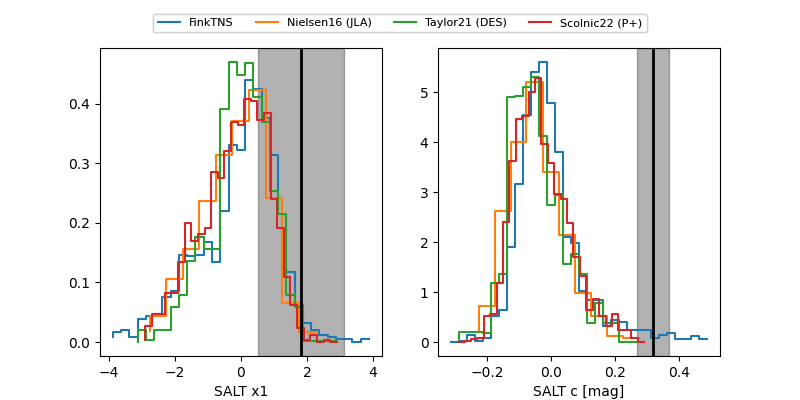 FinkTNS Nielsen16 (JLA) Taylor21 (DES) Scolnic22 (P+)
0.4
0.3
0.2
0.1
0.0
−4 −2 0 2 4
SALT x1
5
4
3
2
1
0
−0.2 0.0 0.2 0.4
SALT c [mag]